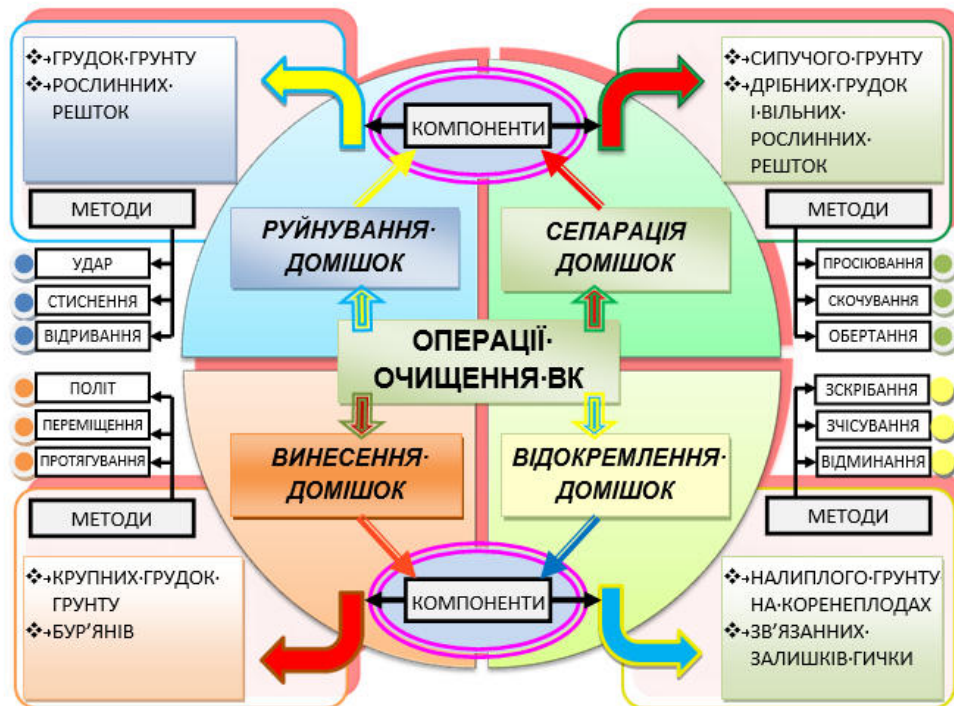 ❖→ГРУДОК·ГРУНТУ
❖→РОСЛИННИХ·
РЕШТОК
КОМПОНЕНТИ
❖→СИПУЧОГО·ГРУНТУ
❖→ДРІБНИХ·ГРУДОК
І·ВІЛЬНИХ·
РОСЛИННИХ·
РЕШТОК
МЕТОДИ
УДАР
СТИСНЕННЯ
ВІДРИВАННЯ
РУЙНУВАННЯ·
ДОМІШОК
СЕПАРАЦІЯ
ДОМІШОК
МЕТОДИ
ПРОСІЮВАННЯ
СКОЧУВАННЯ
ОБЕРТАННЯ
ОПЕРАЦІЇ·
ОЧИЩЕННЯ·ВК
ПОЛІТ
ПЕРЕМІЩЕННЯ
ПРОТЯГУВАННЯ
МЕТОДИ
ВИНЕСЕННЯ·
ДОМІШОК
ВІДОКРЕМЛЕННЯ·
ДОМІШОК
ЗСКРІБАННЯ
ЗЧІСУВАННЯ
ВІДМИНАННЯ
МЕТОДИ
❖→КРУПНИХ·ГРУДОК·
ГРУНТУ
❖→БУР’ЯНІВ
КОМПОНЕНТИ
❖→НАЛИПЛОГО·ГРУНТУ·
НА·КОРЕНЕПЛОДАХ
❖→ЗВ’ЯЗАННИХ·
ЗАЛИШКІВ·ГИЧКИ